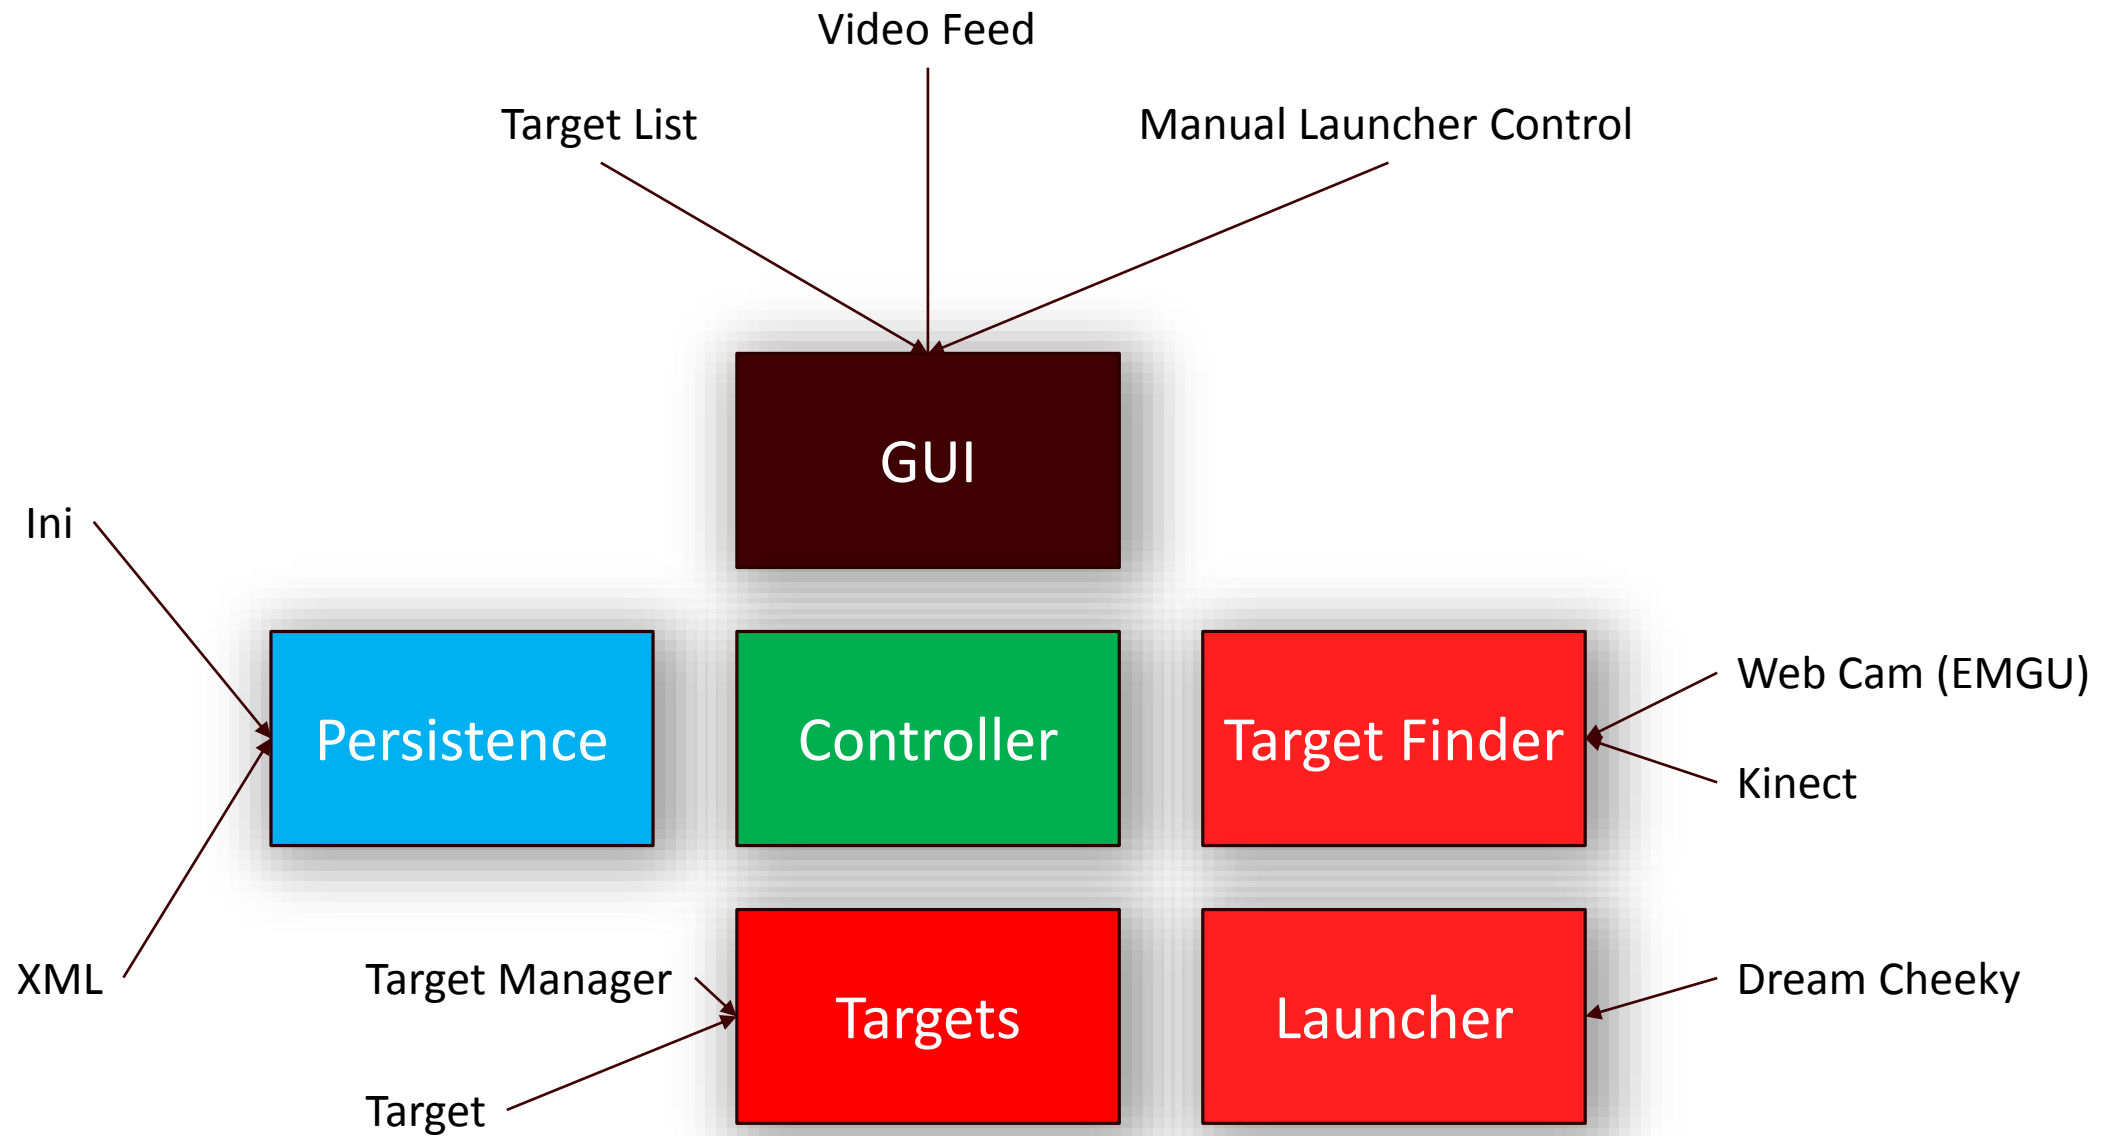 Video Feed
Target List
Manual Launcher Control
GUI
Ini
Persistence
Controller
Target Finder
Web Cam (EMGU)
Kinect
XML
Target Manager
Targets
Launcher
Dream Cheeky
Target